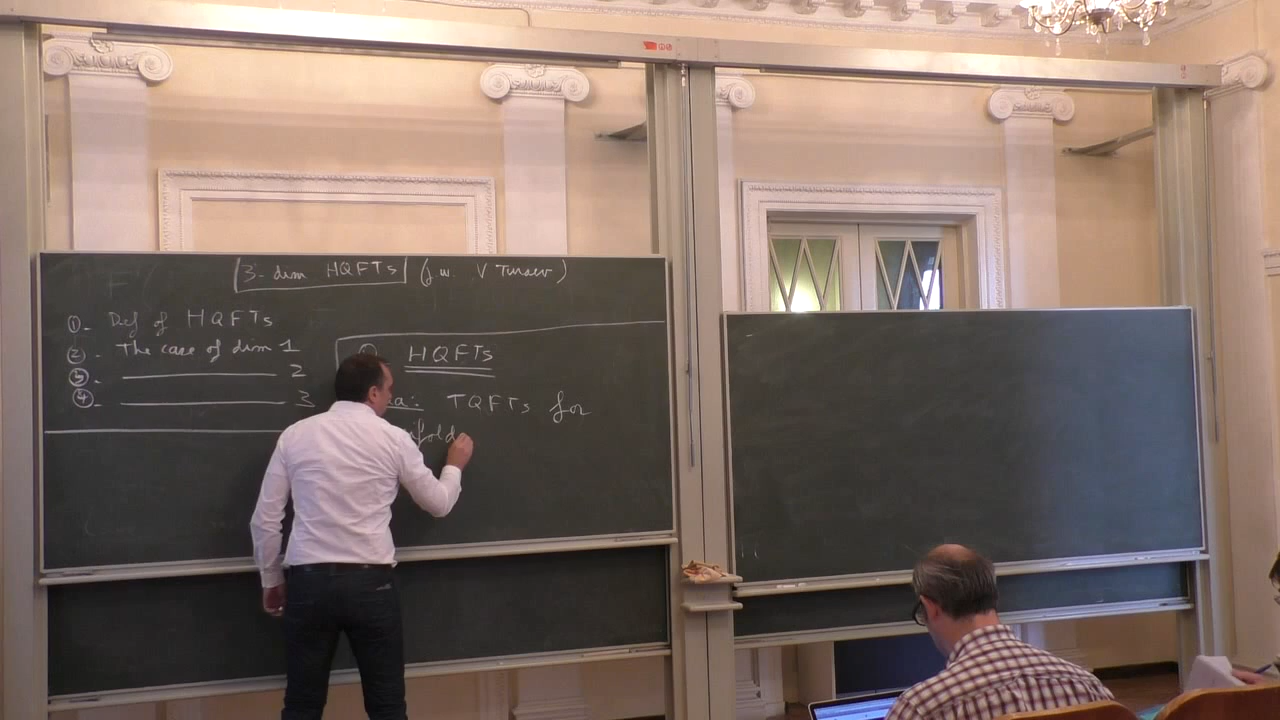 3-dim HQFTs (j.w. V Turaev)
①- Def of HQFTs
②- The case of dim 1
③- ———— 2
④- ———— 3
HQFTs
TQFTs for